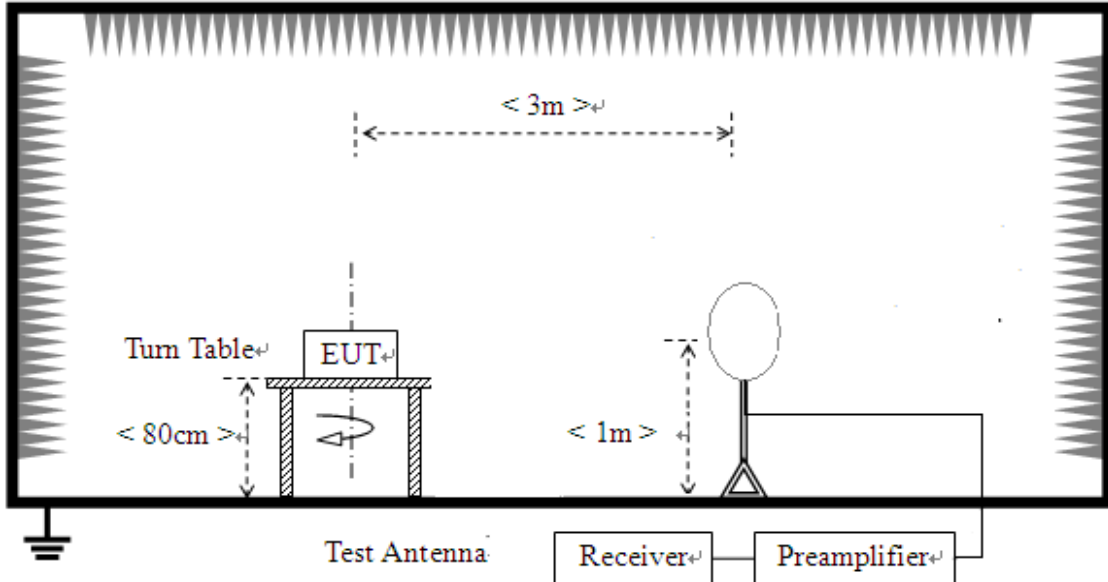 < 3m >↵
Turn Table↵
EUT↵
< 80cm >↵
< 1m >↵
Test Antenna
Receiver↵
Preamplifier↵